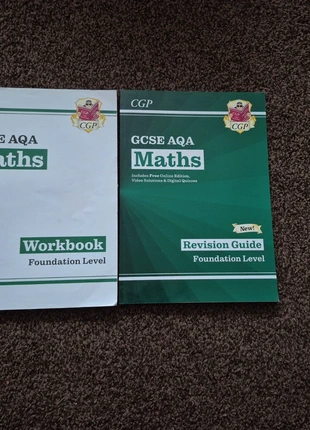 CGP
E AQA
aths
Workbook
Foundation Level
CGP
CGP
GCSE AQA
Maths
Includes Free Online Edition,
Video Solutions & Digital Quizzes
New!
Revision Guide
Foundation Level